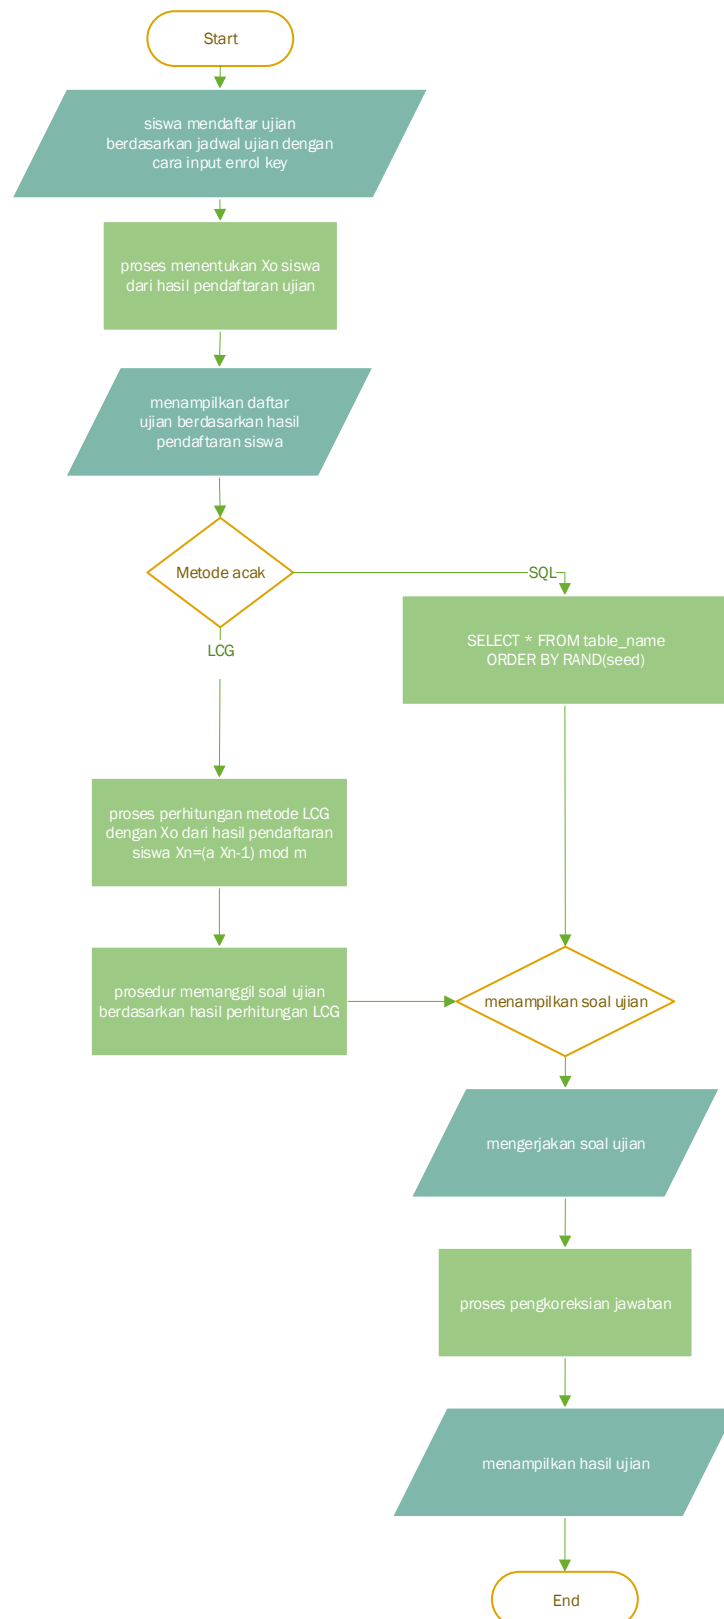 Start
siswa mendaftar ujian
berdasarkan jadwal ujian dengan
cara input enrol key
proses menentukan Xo siswa
dari hasil pendaftaran ujian
menampilkan daftar
ujian berdasarkan hasil
pendaftaran siswa
Metode acak
SQL
LCG
SELECT * FROM table_name
ORDER BY RAND(seed)
proses perhitungan metode LCG
dengan Xo dari hasil pendaftaran
siswa Xn=(a Xn-1) mod m
prosedur memanggil soal ujian
berdasarkan hasil perhitungan LCG
menampilkan soal ujian
mengerjakan soal ujian
proses pengkoreksian jawaban
menampilkan hasil ujian
End